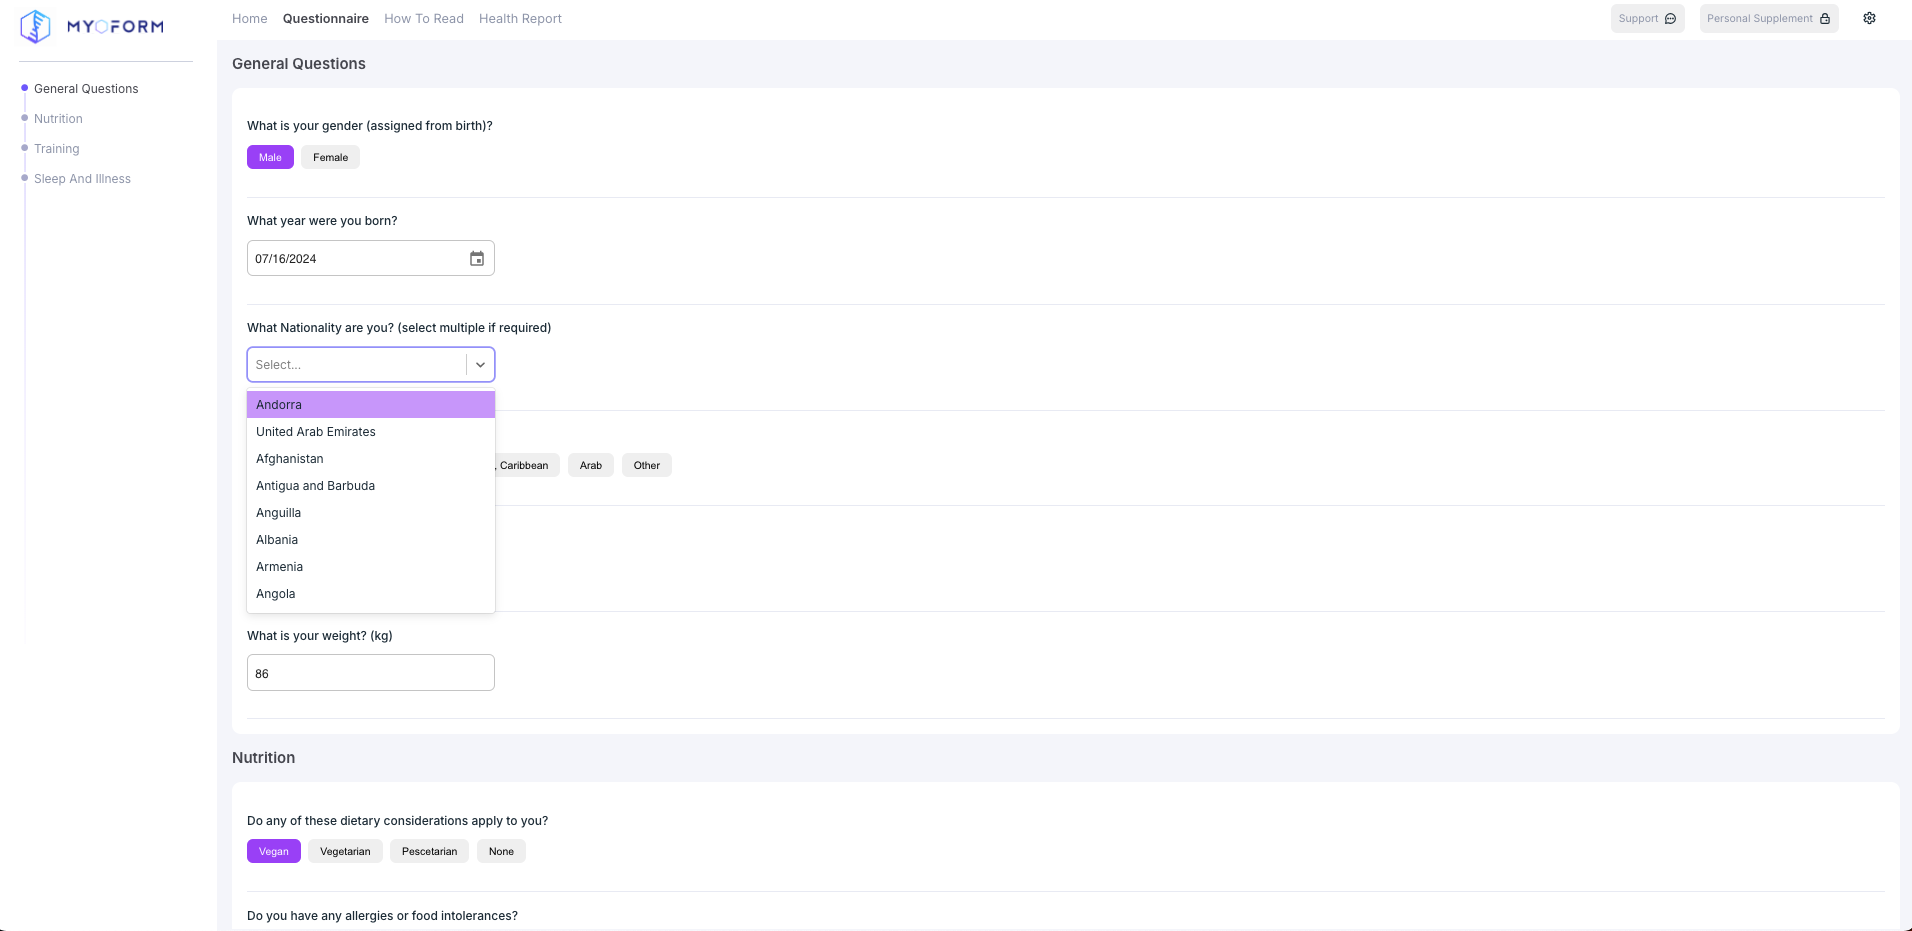 MYOFORM
Home Questionnaire How To Read Health Report
Support Personal Supplement
General Questions
Nutrition
Training
Sleep And Illness
General Questions
What is your gender (assigned from birth)?
Male Female
What year were you born?
07/16/2024
What Nationality are you? (select multiple if required)
Select...
Andorra
United Arab Emirates
Afghanistan
Antigua and Barbuda
Anguilla
Albania
Armenia
Angola
, Caribbean Arab Other
What is your weight? (kg)
86
Nutrition
Do any of these dietary considerations apply to you?
Vegan Vegetarian Pescetarian None
Do you have any allergies or food intolerances?